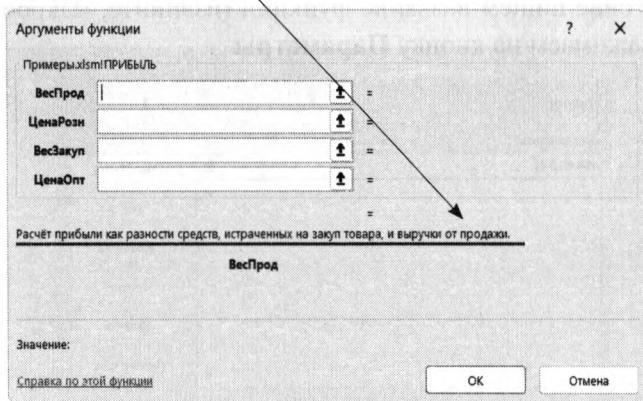 Аргументы функции ? ×
Примеры.xlsm!ПРИБЫЛЬ
ВесПрод =
ЦенаРозн =
ВесЗакуп =
ЦенаОпт =
=
Расчёт прибыли как разности средств, истраченных на закуп товара, и выручки от продажи.
ВесПрод
Значение:
Справка по этой функции
ОК Отмена